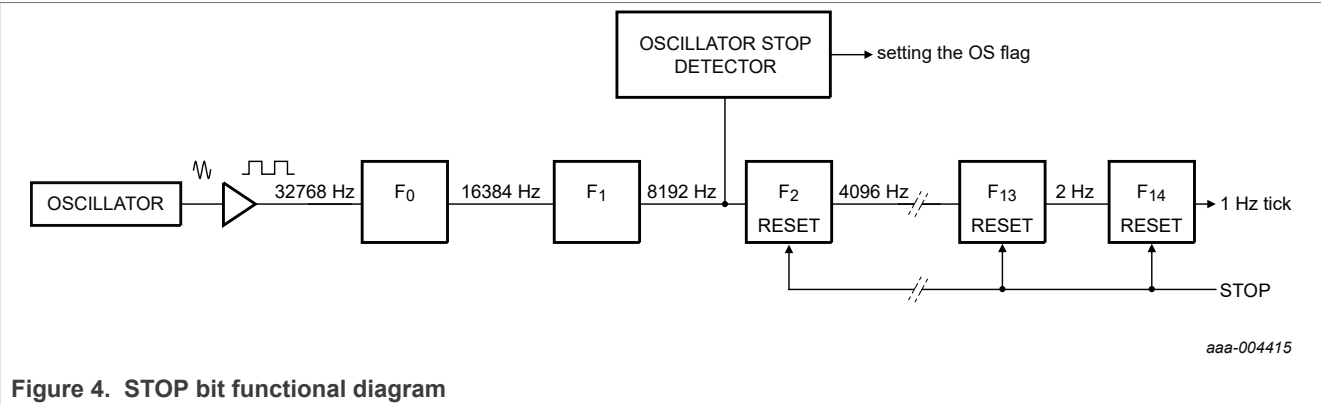 OSCILLATOR STOP
DETECTOR
setting the OS flag
OSCILLATOR
32768 Hz
F0
16384 Hz
F1
8192 Hz
F2
RESET
4096 Hz
F13
RESET
2 Hz
F14
RESET
1 Hz tick
STOP
aaa-004415
Figure 4. STOP bit functional diagram